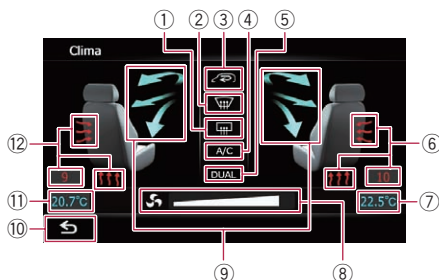 ① ② ③ ④ ⑤
Clima
A/C
DUAL
⑫ ⑥
9 10
⑪ 20.7°C 22.5°C ⑦
⑩ ⑨ ⑧